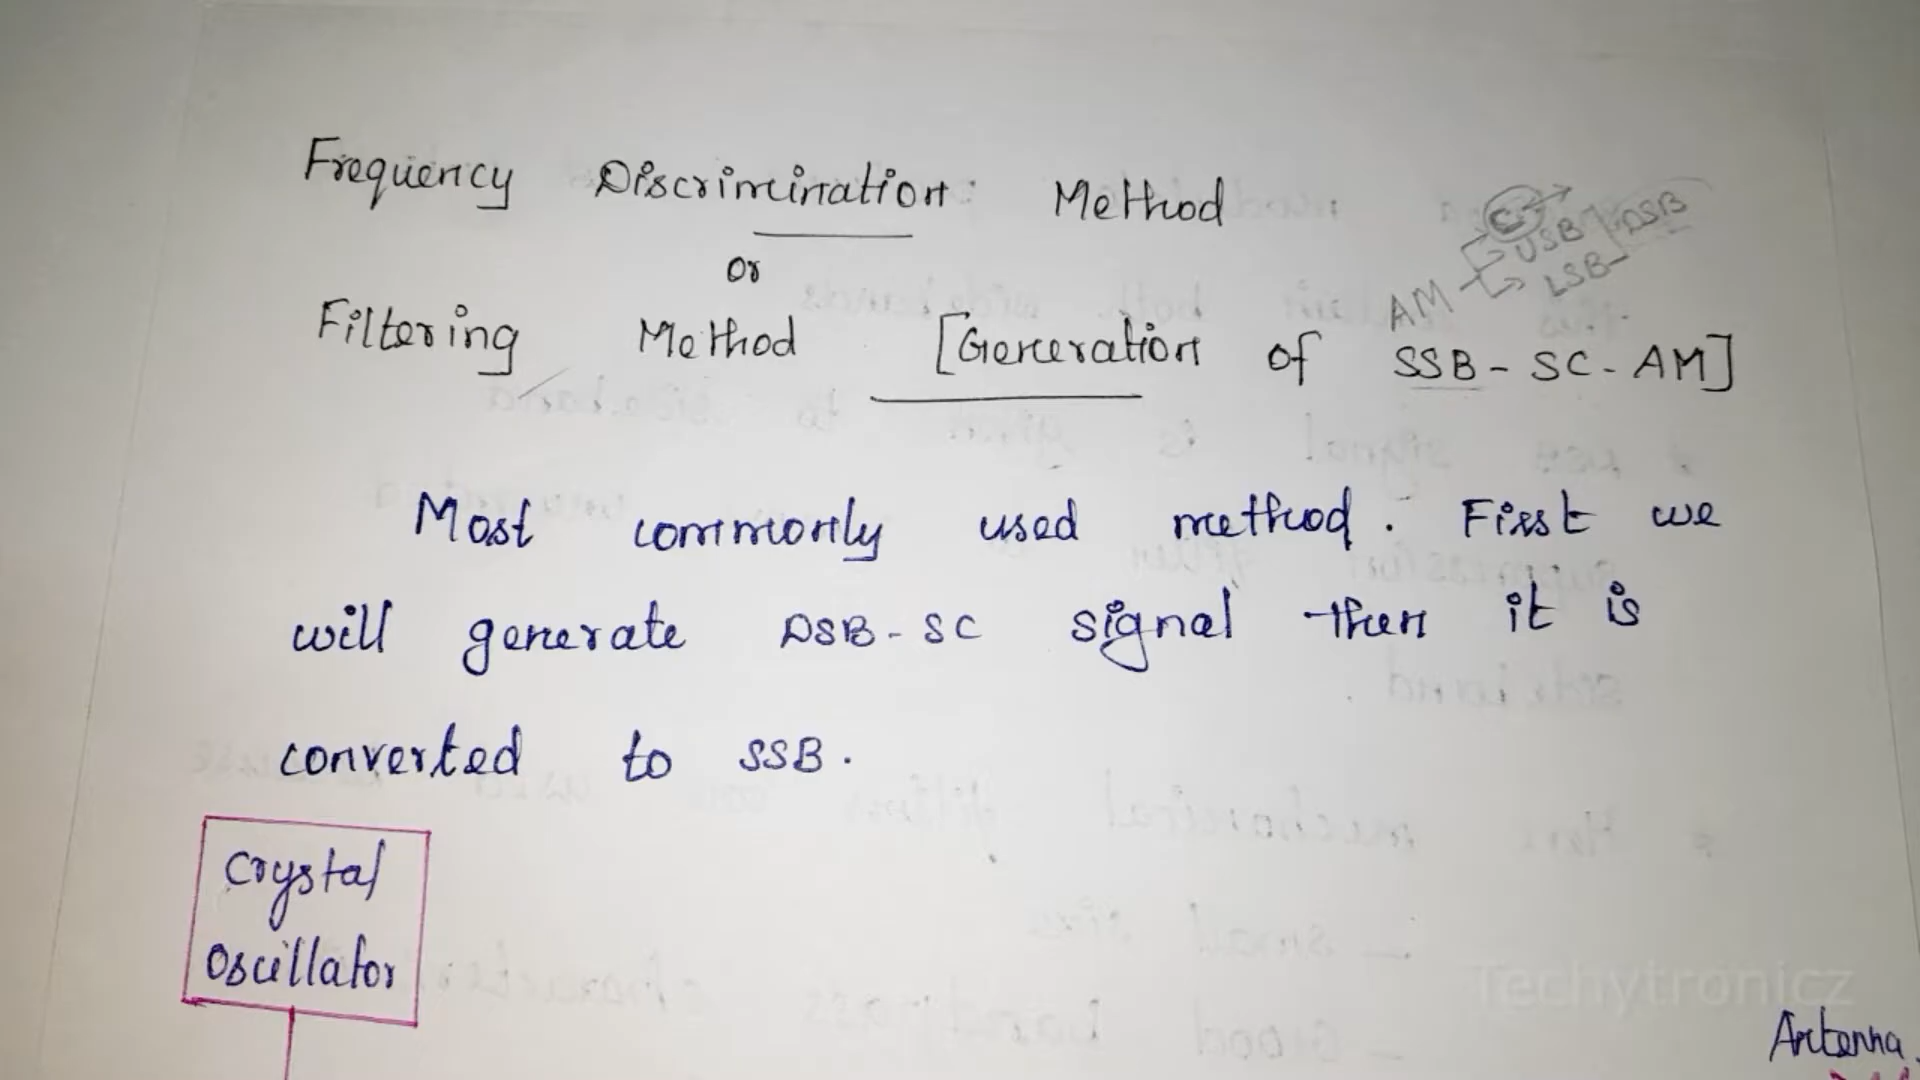 Frequency Discrimination Method
or
Filtering Method [Generation of SSB - SC - AM]
AM C USB LSB DSB
Most commonly used method. First we
will generate DSB - SC signal then it is
converted to SSB.
Crystal
Oscillator
Techytronicz
Antenna